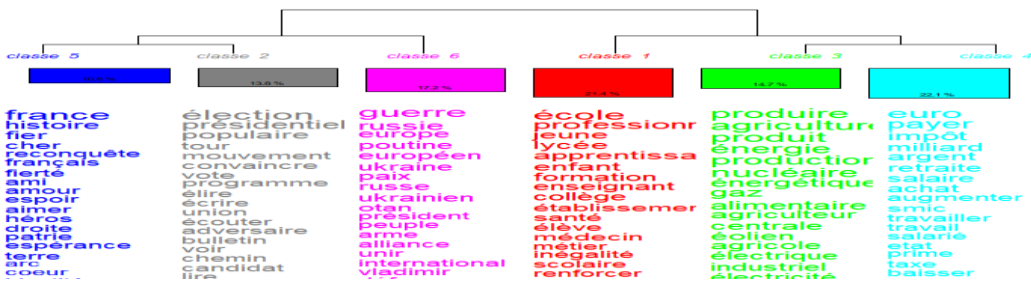 classe 5
classe 2
classe 6
classe 1
classe 3
classe 4
13.8 %
17.2 %
21.4 %
14.7 %
22.1 %
france
histoire
fier
cher
reconquête
français
fierté
ami
amour
espoir
aimer
héros
droite
patrie
espérance
terre
arc
coeur
élection
présidentiel
populaire
tour
mouvement
convaincre
vote
programme
élire
écrire
union
écouter
adversaire
bulletin
voir
chemin
candidat
lire
guerre
russie
europe
poutine
européen
ukraine
paix
russe
ukrainien
otan
président
peuple
arme
alliance
unir
international
vladimir
école
professionr
jeune
lycée
apprentissa
enfant
formation
enseignant
collège
établissemer
santé
élève
médecin
métier
inégalité
scolaire
renforcer
produire
agriculture
produit
énergie
production
nucléaire
énergétique
gaz
alimentaire
agriculteur
centrale
éolien
agricole
électrique
industriel
électricité
euro
payer
impôt
milliard
argent
retraite
salaire
achat
augmenter
smic
travailler
travail
salarié
etat
prime
taxe
baisser